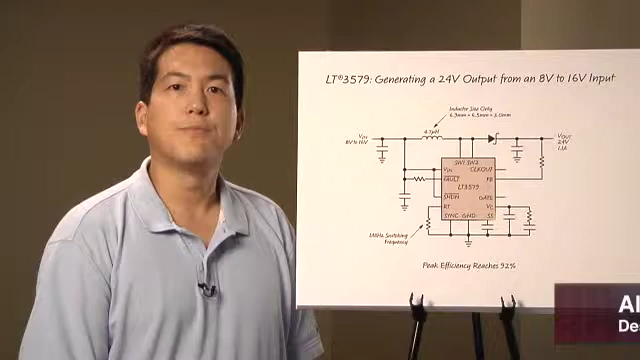 LT®3579: Generating a 24V Output from an 8V to 16V Input
Inductor Size Only
6.3mm × 6.3mm × 3.0mm
4.7µH
VIN
8V to 16V
VOUT
24V
1.1A
SW1 SW2
VIN
CLKOUT
FAULT
FB
LT3579
SHDN
GATE
RT
VC
SYNC GND
SS
1MHz Switching
Frequency
Peak Efficiency Reaches 92%
Al
De